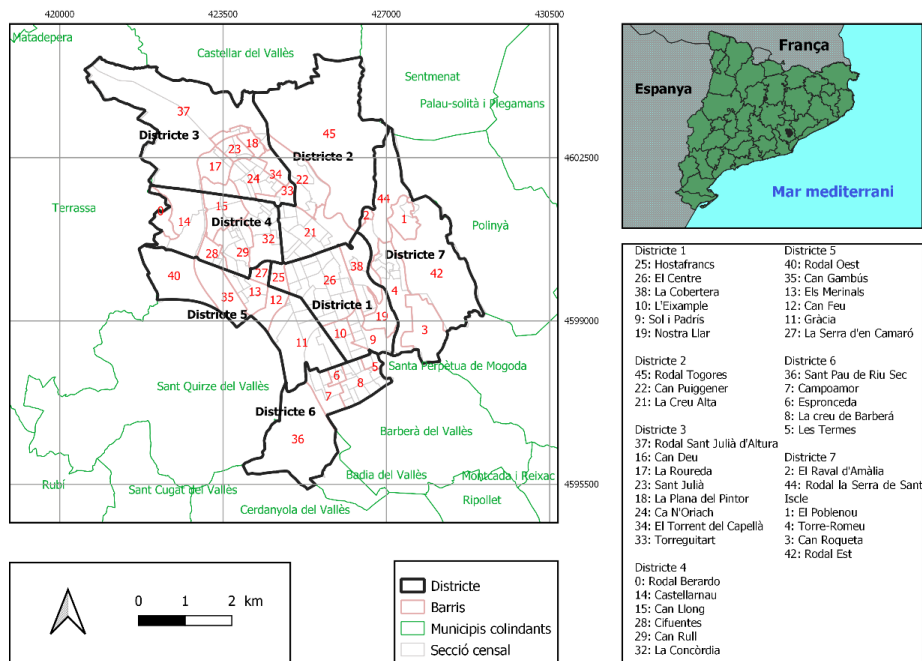 420000 423500 427000 430500
Matadepera
Castellar del Vallès
Sentmenat
Palau-solità i Plegamans
37
Districte 3
45
18
23
Districte 2
17
24
34
22
33
4602500
44
Terrassa
0
15
14
Districte 4
2
1
Polinyà
21
32
28
29
Districte 7
38
40
27
25
26
42
4
35
13
12
Districte 1
Districte 5
19
4599000
10
3
11
9
Santa Perpètua de Mogoda
5
Sant Quirze del Vallès
6
8
7
Districte 6
36
Barberà del Vallès
Badia del Vallès
Montcada i Reixac
Rubí
Sant Cugat del Vallès
4595500
Ripollet
Cerdanyola del Vallès
França
Espanya
Mar mediterrani
Districte 1
25: Hostafrancs
26: El Centre
38: La Cobertera
10: L'Eixample
9: Sol i Padrís
19: Nostra Llar
Districte 2
45: Rodal Togores
22: Can Puiggener
21: La Creu Alta
Districte 3
37: Rodal Sant Julià d'Altura
16: Can Deu
17: La Roureda
23: Sant Julià
18: La Plana del Pintor
24: Ca N'Oriach
34: El Torrent del Capellà
33: Torreguitart
Districte 4
0: Rodal Berardo
14: Castellarnau
15: Can Llong
28: Cifuentes
29: Can Rull
32: La Concòrdia
Districte 5
40: Rodal Oest
35: Can Gambús
13: Els Merinals
12: Can Feu
11: Gràcia
27: La Serra d'en Camaró
Districte 6
36: Sant Pau de Riu Sec
7: Campoamor
6: Espronceda
8: La creu de Barberá
5: Les Termes
Districte 7
2: El Raval d'Amàlia
44: Rodal la Serra de Sant
Iscle
1: El Poblenou
4: Torre-Romeu
3: Can Roqueta
42: Rodal Est
0 1 2 km
Districte
Barris
Municipis colindants
Secció censal